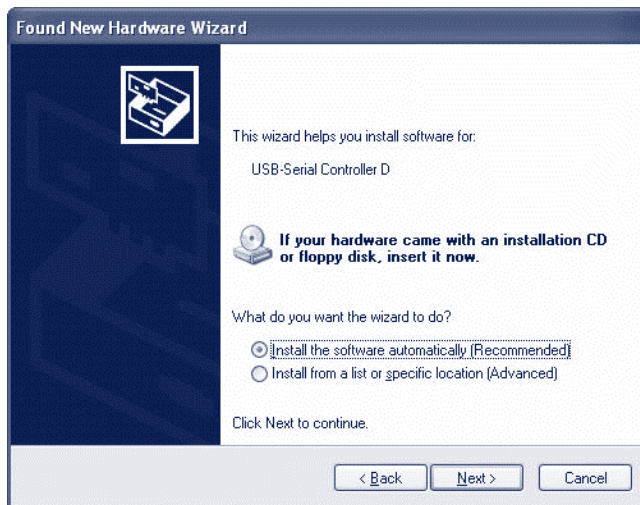 Found New Hardware Wizard
This wizard helps you install software for:
USB-Serial Controller D
If your hardware came with an installation CD
or floppy disk, insert it now.
What do you want the wizard to do?
Install the software automatically (Recommended)
Install from a list or specific location (Advanced)
Click Next to continue.
< Back Next > Cancel